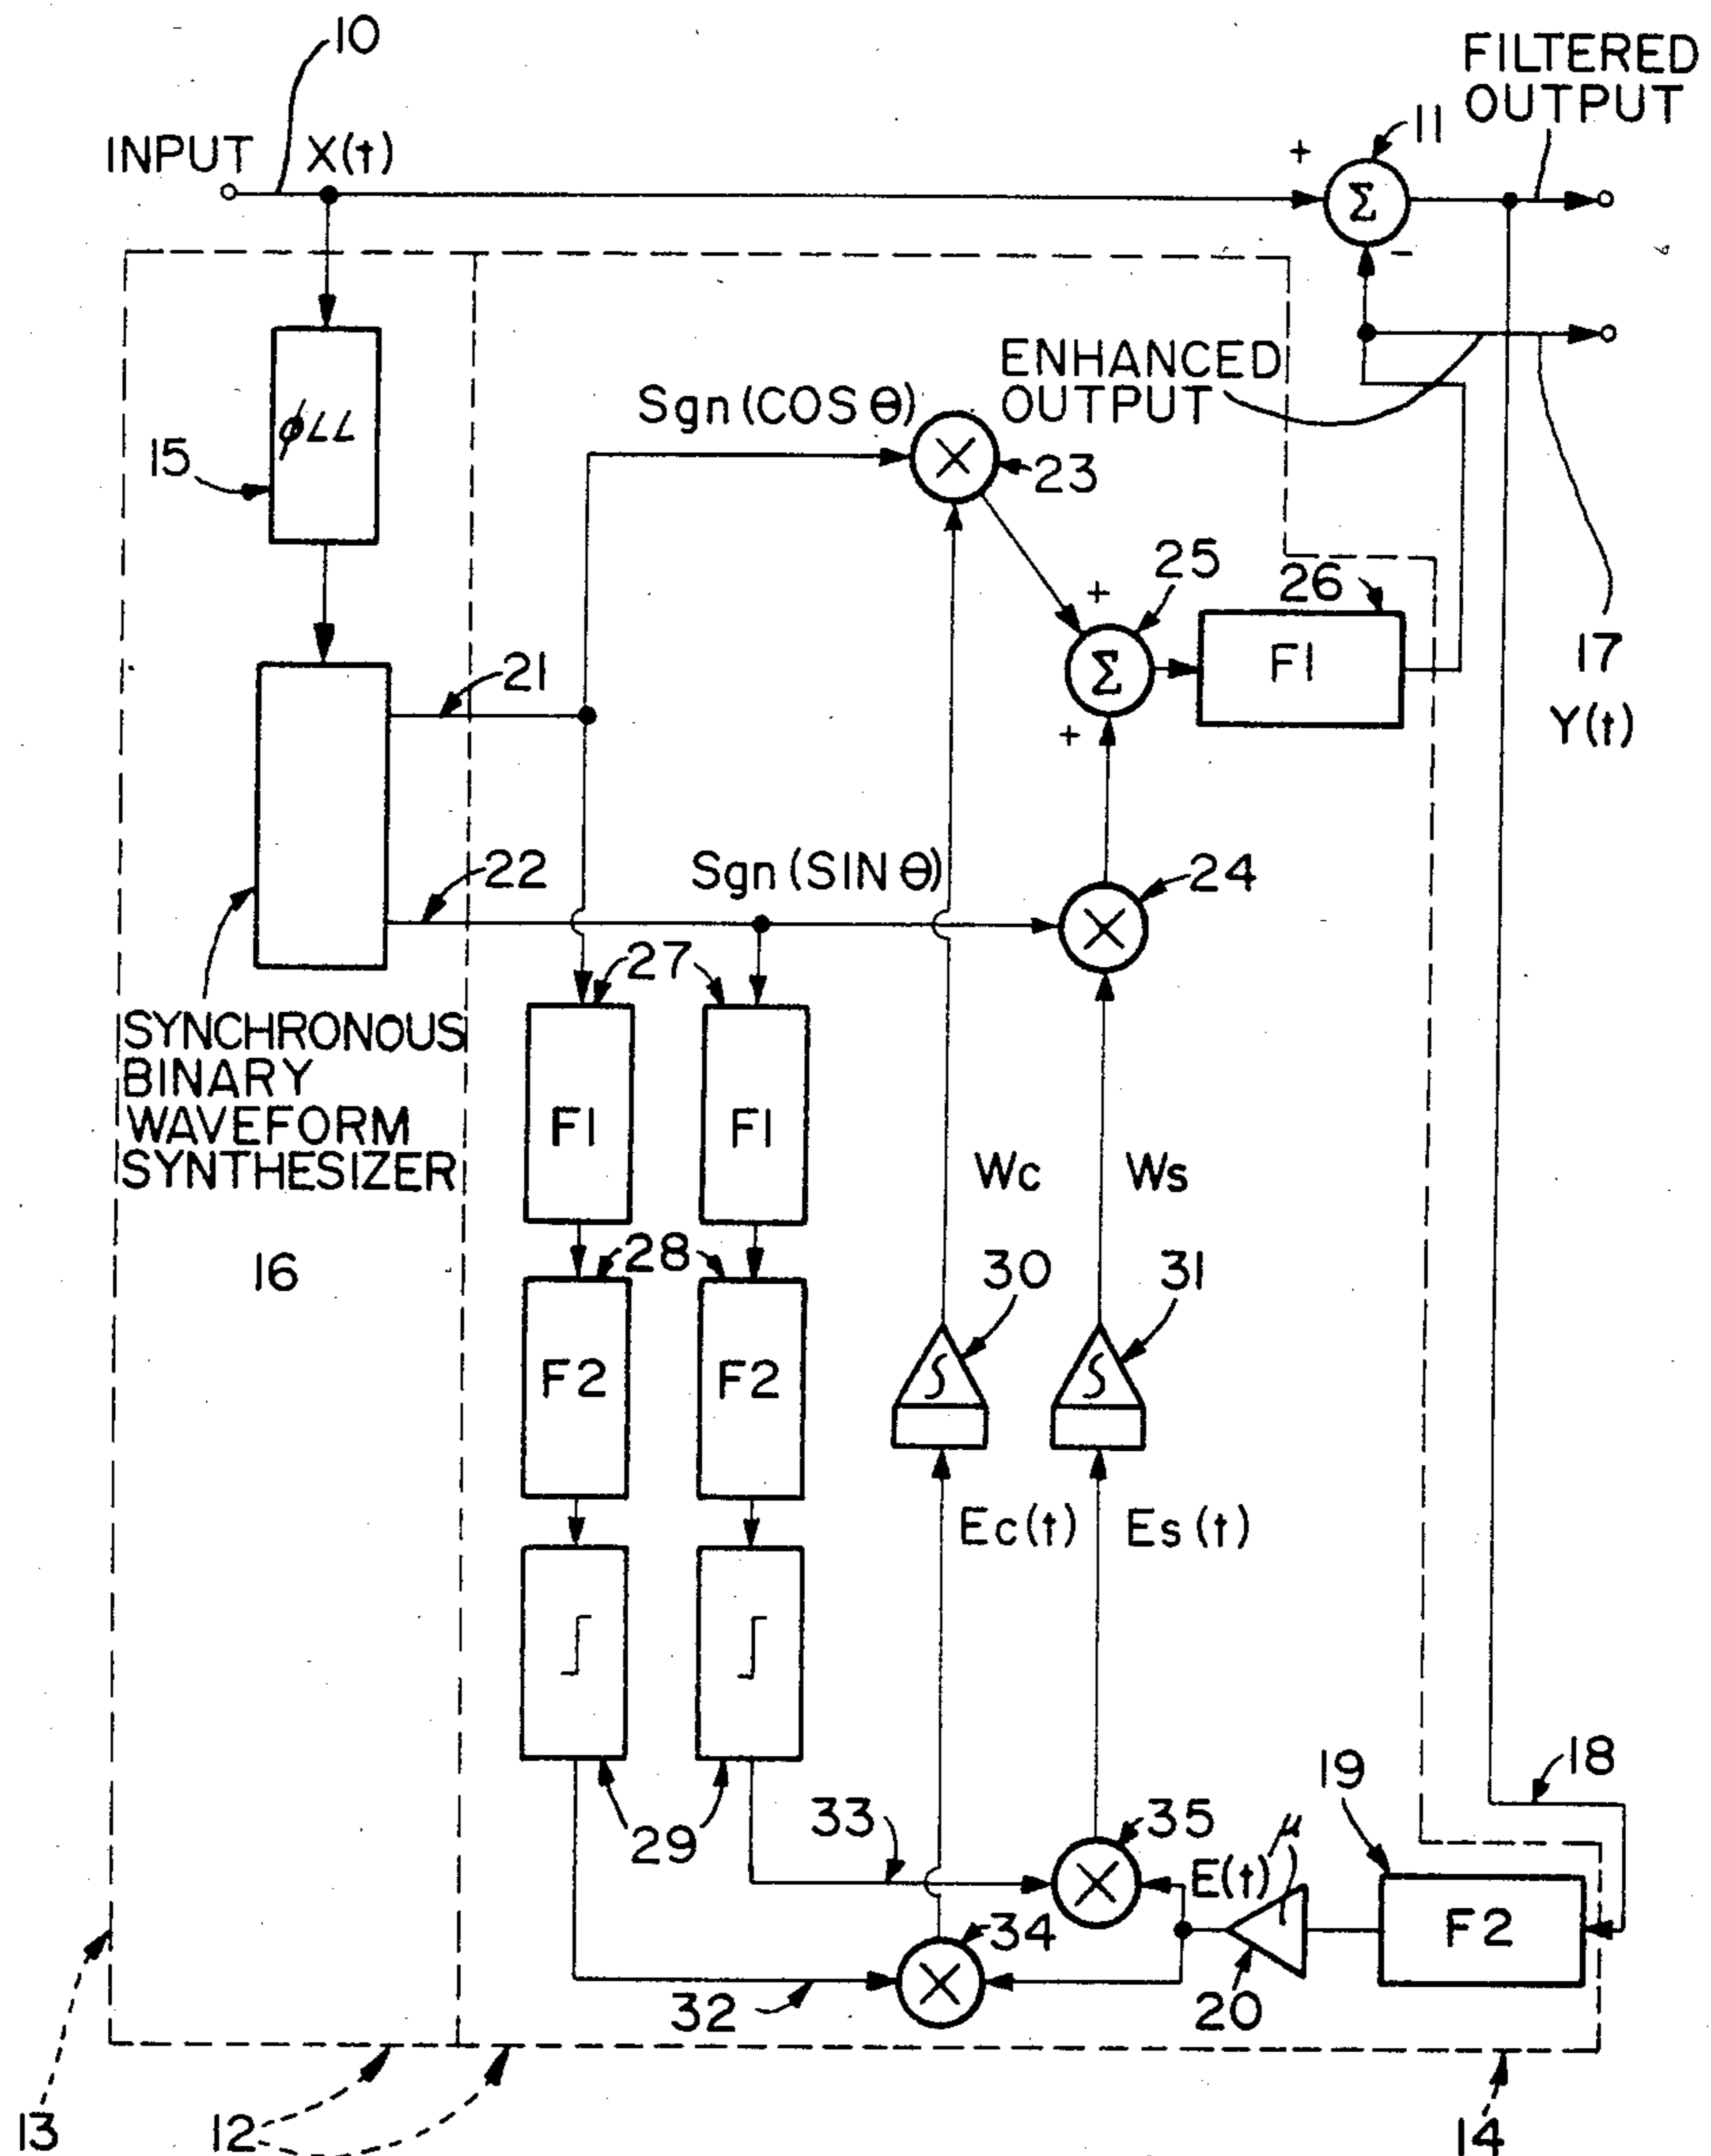 10
FILTERED
OUTPUT
11
INPUT X(t)
+
Σ
-
ENHANCED
OUTPUT
Sgn (COS θ)
ϕLL
15
X
23
25
+
26
Σ
F1
17
Y(t)
21
+
Sgn (SIN θ)
22
24
X
27
SYNCHRONOUS
BINARY
WAVEFORM
SYNTHESIZER
F1
F1
Wc
Ws
16
28
30
31
F2
F2
∫
∫
Ec(t)
Es(t)
19
18
33
35
μ
29
X
E(t)
F2
34
X
32
20
13
12
14